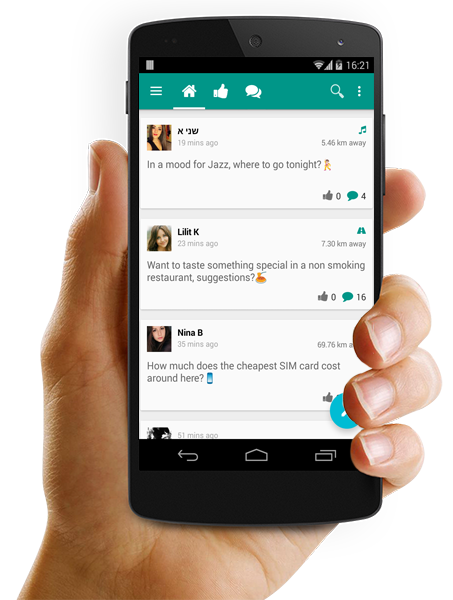 16:21
שני א
19 mins ago
5.46 km away
In a mood for Jazz, where to go tonight?
0 4
Lilit K
23 mins ago
7.30 km away
Want to taste something special in a non smoking
restaurant, suggestions?
0 16
Nina B
35 mins ago
69.76 km a
How much does the cheapest SIM card cost
around here?
51 mins ago